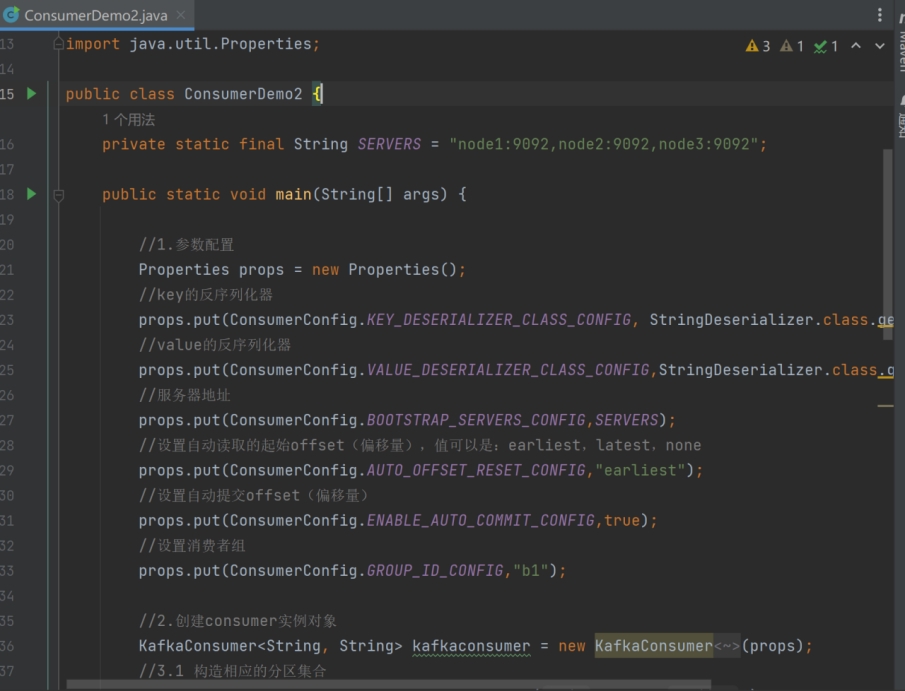 ConsumerDemo2.java
13 import java.util.Properties;
3 1 1
14
15 public class ConsumerDemo2 {
1 个用法
16 private static final String SERVERS = "node1:9092,node2:9092,node3:9092";
17
18 public static void main(String[] args) {
19
20 //1.参数配置
21 Properties props = new Properties();
22 //key的反序列化器
23 props.put(ConsumerConfig.KEY_DESERIALIZER_CLASS_CONFIG, StringDeserializer.class.ge
24 //value的反序列化器
25 props.put(ConsumerConfig.VALUE_DESERIALIZER_CLASS_CONFIG,StringDeserializer.class.g
26 //服务器地址
27 props.put(ConsumerConfig.BOOTSTRAP_SERVERS_CONFIG,SERVERS);
28 //设置自动读取的起始offset（偏移量），值可以是：earliest，latest，none
29 props.put(ConsumerConfig.AUTO_OFFSET_RESET_CONFIG,"earliest");
30 //设置自动提交offset（偏移量）
31 props.put(ConsumerConfig.ENABLE_AUTO_COMMIT_CONFIG,true);
32 //设置消费者组
33 props.put(ConsumerConfig.GROUP_ID_CONFIG,"b1");
34
35 //2.创建consumer实例对象
36 KafkaConsumer<String, String> kafkaconsumer = new KafkaConsumer<~>(props);
37 //3.1 构造相应的分区集合
Maven